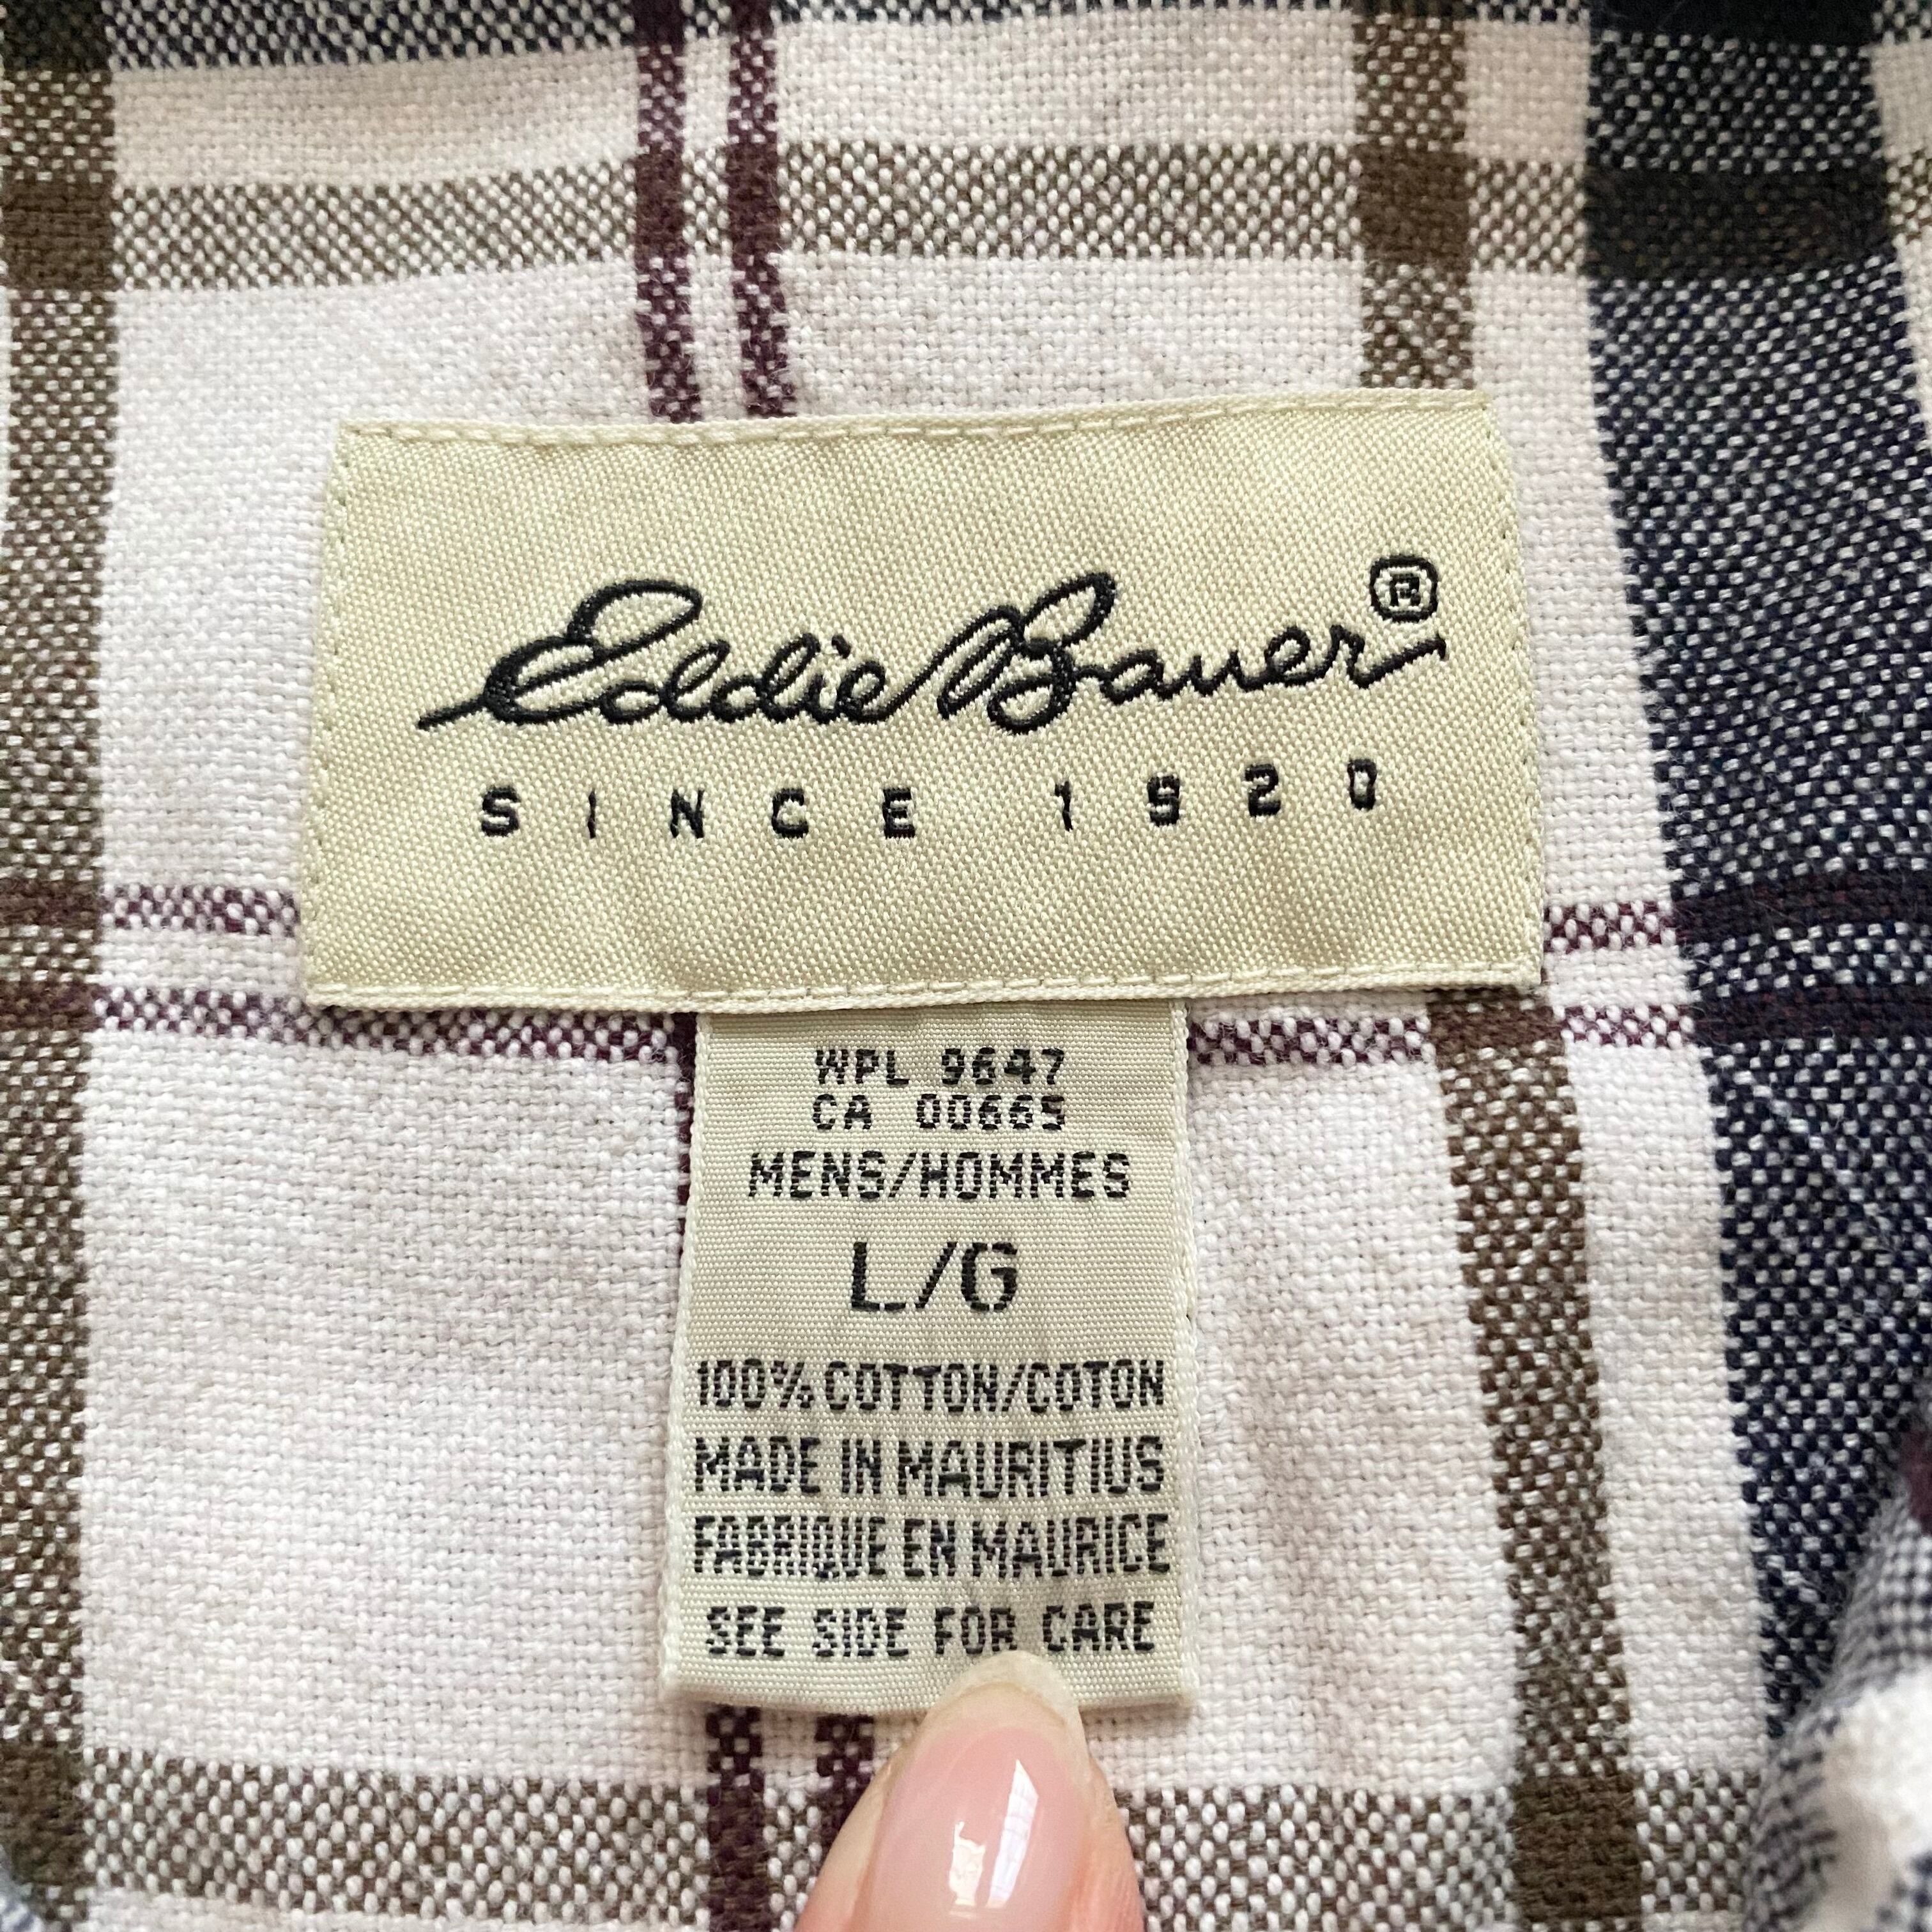 Eddie Bauer®
SINCE 1920
WPL 9647
CA 00665
MENS/HOMMES
L/G
100% COTTON/COTON
MADE IN MAURITIUS
FABRIQUE EN MAURICE
SEE SIDE FOR CARE